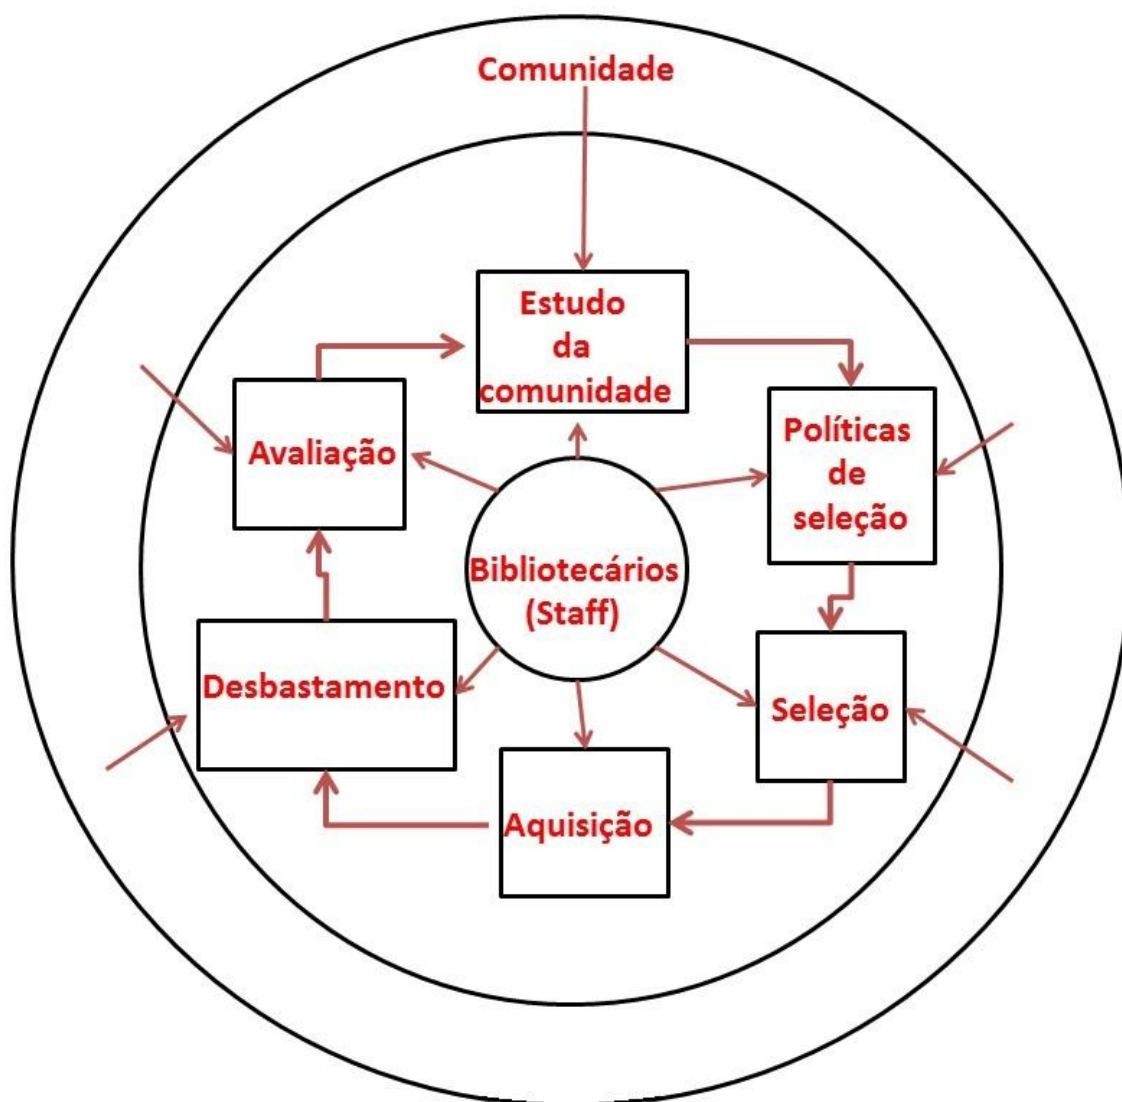 Comunidade
Estudo
da
comunidade
Políticas
de
seleção
Avaliação
Bibliotecários
(Staff)
Desbastamento
Seleção
Aquisição